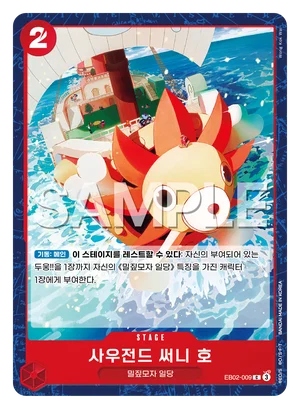 2
SAMPLE
기동: 메인 이 스테이지를 레스트할 수 있다: 자신의 부여되어 있는
두웅!!을 1장까지 자신의 《밀짚모자 일당》 특징을 가진 캐릭터
1장에게 부여한다.
STAGE
사우전드 써니 호
밀짚모자 일당
EB02-009 R 3